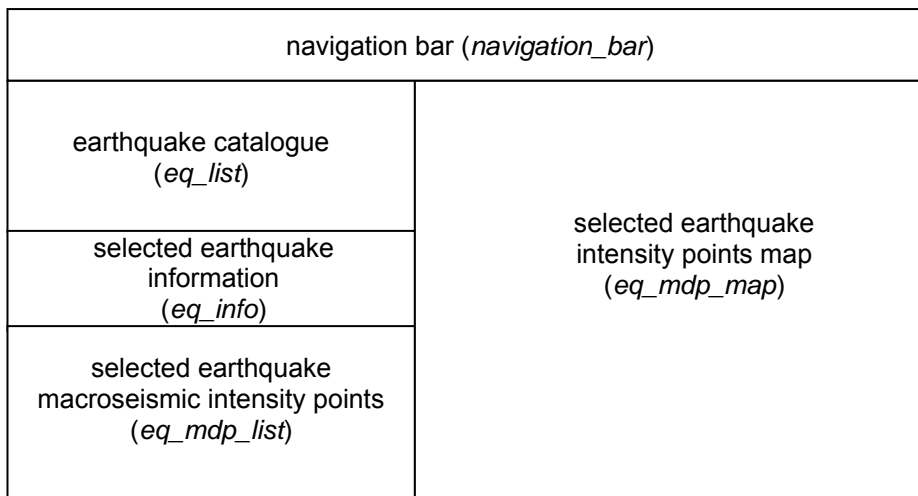 navigation bar (navigation_bar)
earthquake catalogue
(eq_list)
selected earthquake
information
(eq_info)
selected earthquake
macroseismic intensity points
(eq_mdp_list)
selected earthquake
intensity points map
(eq_mdp_map)